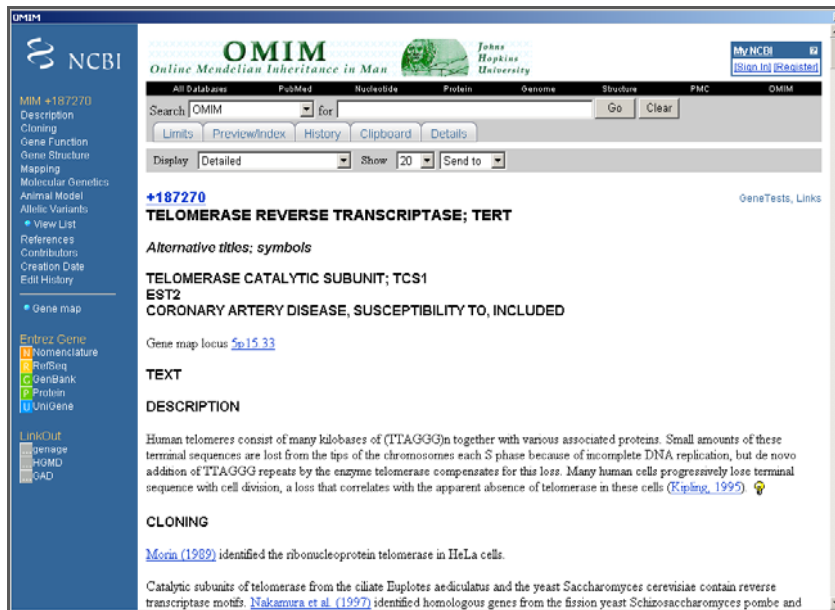 OMIM
NCBI
OMIM
Online Mendelian Inheritance in Man
Johns
Hopkins
University
My NCBI
[Sign In] [Register]
All Databases PubMed Nucleotide Protein Genome Structure PMC OMIM
Search OMIM for Go Clear
Limits Preview/Index History Clipboard Details
Display Detailed Show 20 Send to
MIM +187270
Description
Cloning
Gene Function
Gene Structure
Mapping
Molecular Genetics
Animal Model
Allelic Variants
View List
References
Contributors
Creation Date
Edit History
Gene map
Entrez Gene
N Nomenclature
R RefSeq
G GenBank
P Protein
U UniGene
LinkOut
... genage
... HGMD
... GAD
+187270
GeneTests, Links
TELOMERASE REVERSE TRANSCRIPTASE; TERT
Alternative titles; symbols
TELOMERASE CATALYTIC SUBUNIT; TCS1
EST2
CORONARY ARTERY DISEASE, SUSCEPTIBILITY TO, INCLUDED
Gene map locus 5p15.33
TEXT
DESCRIPTION
Human telomeres consist of many kilobases of (TTAGGG)n together with various associated proteins. Small amounts of these
terminal sequences are lost from the tips of the chromosomes each S phase because of incomplete DNA replication, but de novo
addition of TTAGGG repeats by the enzyme telomerase compensates for this loss. Many human cells progressively lose terminal
sequence with cell division, a loss that correlates with the apparent absence of telomerase in these cells (Kipling, 1995).
CLONING
Morin (1989) identified the ribonucleoprotein telomerase in HeLa cells.
Catalytic subunits of telomerase from the ciliate Euplotes aediculatus and the yeast Saccharomyces cerevisiae contain reverse
transcriptase motifs. Nakamura et al. (1997) identified homologous genes from the fission yeast Schizosaccharomyces pombe and